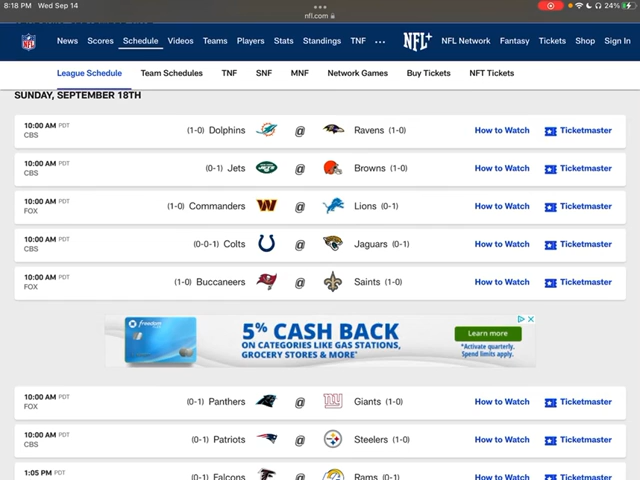 8:18 PM Wed Sep 14
24%
nfl.com
News Scores Schedule Videos Teams Players Stats Standings TNF ••• NFL+ NFL Network Fantasy Tickets Shop Sign In
League Schedule Team Schedules TNF SNF MNF Network Games Buy Tickets NFT Tickets
SUNDAY, SEPTEMBER 18TH
10:00 AM PDT (1-0) Dolphins @ Ravens (1-0) How to Watch Ticketmaster
CBS
10:00 AM PDT (0-1) Jets @ Browns (1-0) How to Watch Ticketmaster
CBS
10:00 AM PDT (1-0) Commanders @ Lions (0-1) How to Watch Ticketmaster
FOX
10:00 AM PDT (0-0-1) Colts @ Jaguars (0-1) How to Watch Ticketmaster
CBS
10:00 AM PDT (1-0) Buccaneers @ Saints (1-0) How to Watch Ticketmaster
FOX
freedom
5% CASH BACK
ON CATEGORIES LIKE GAS STATIONS,
GROCERY STORES & MORE*
Learn more
*Activate quarterly.
Spend limits apply.
10:00 AM PDT (0-1) Panthers @ Giants (1-0) How to Watch Ticketmaster
FOX
10:00 AM PDT (0-1) Patriots @ Steelers (1-0) How to Watch Ticketmaster
CBS
1:05 PM PDT (0-1) Falcons @ Rams (0-1) How to Watch Ticketmaster